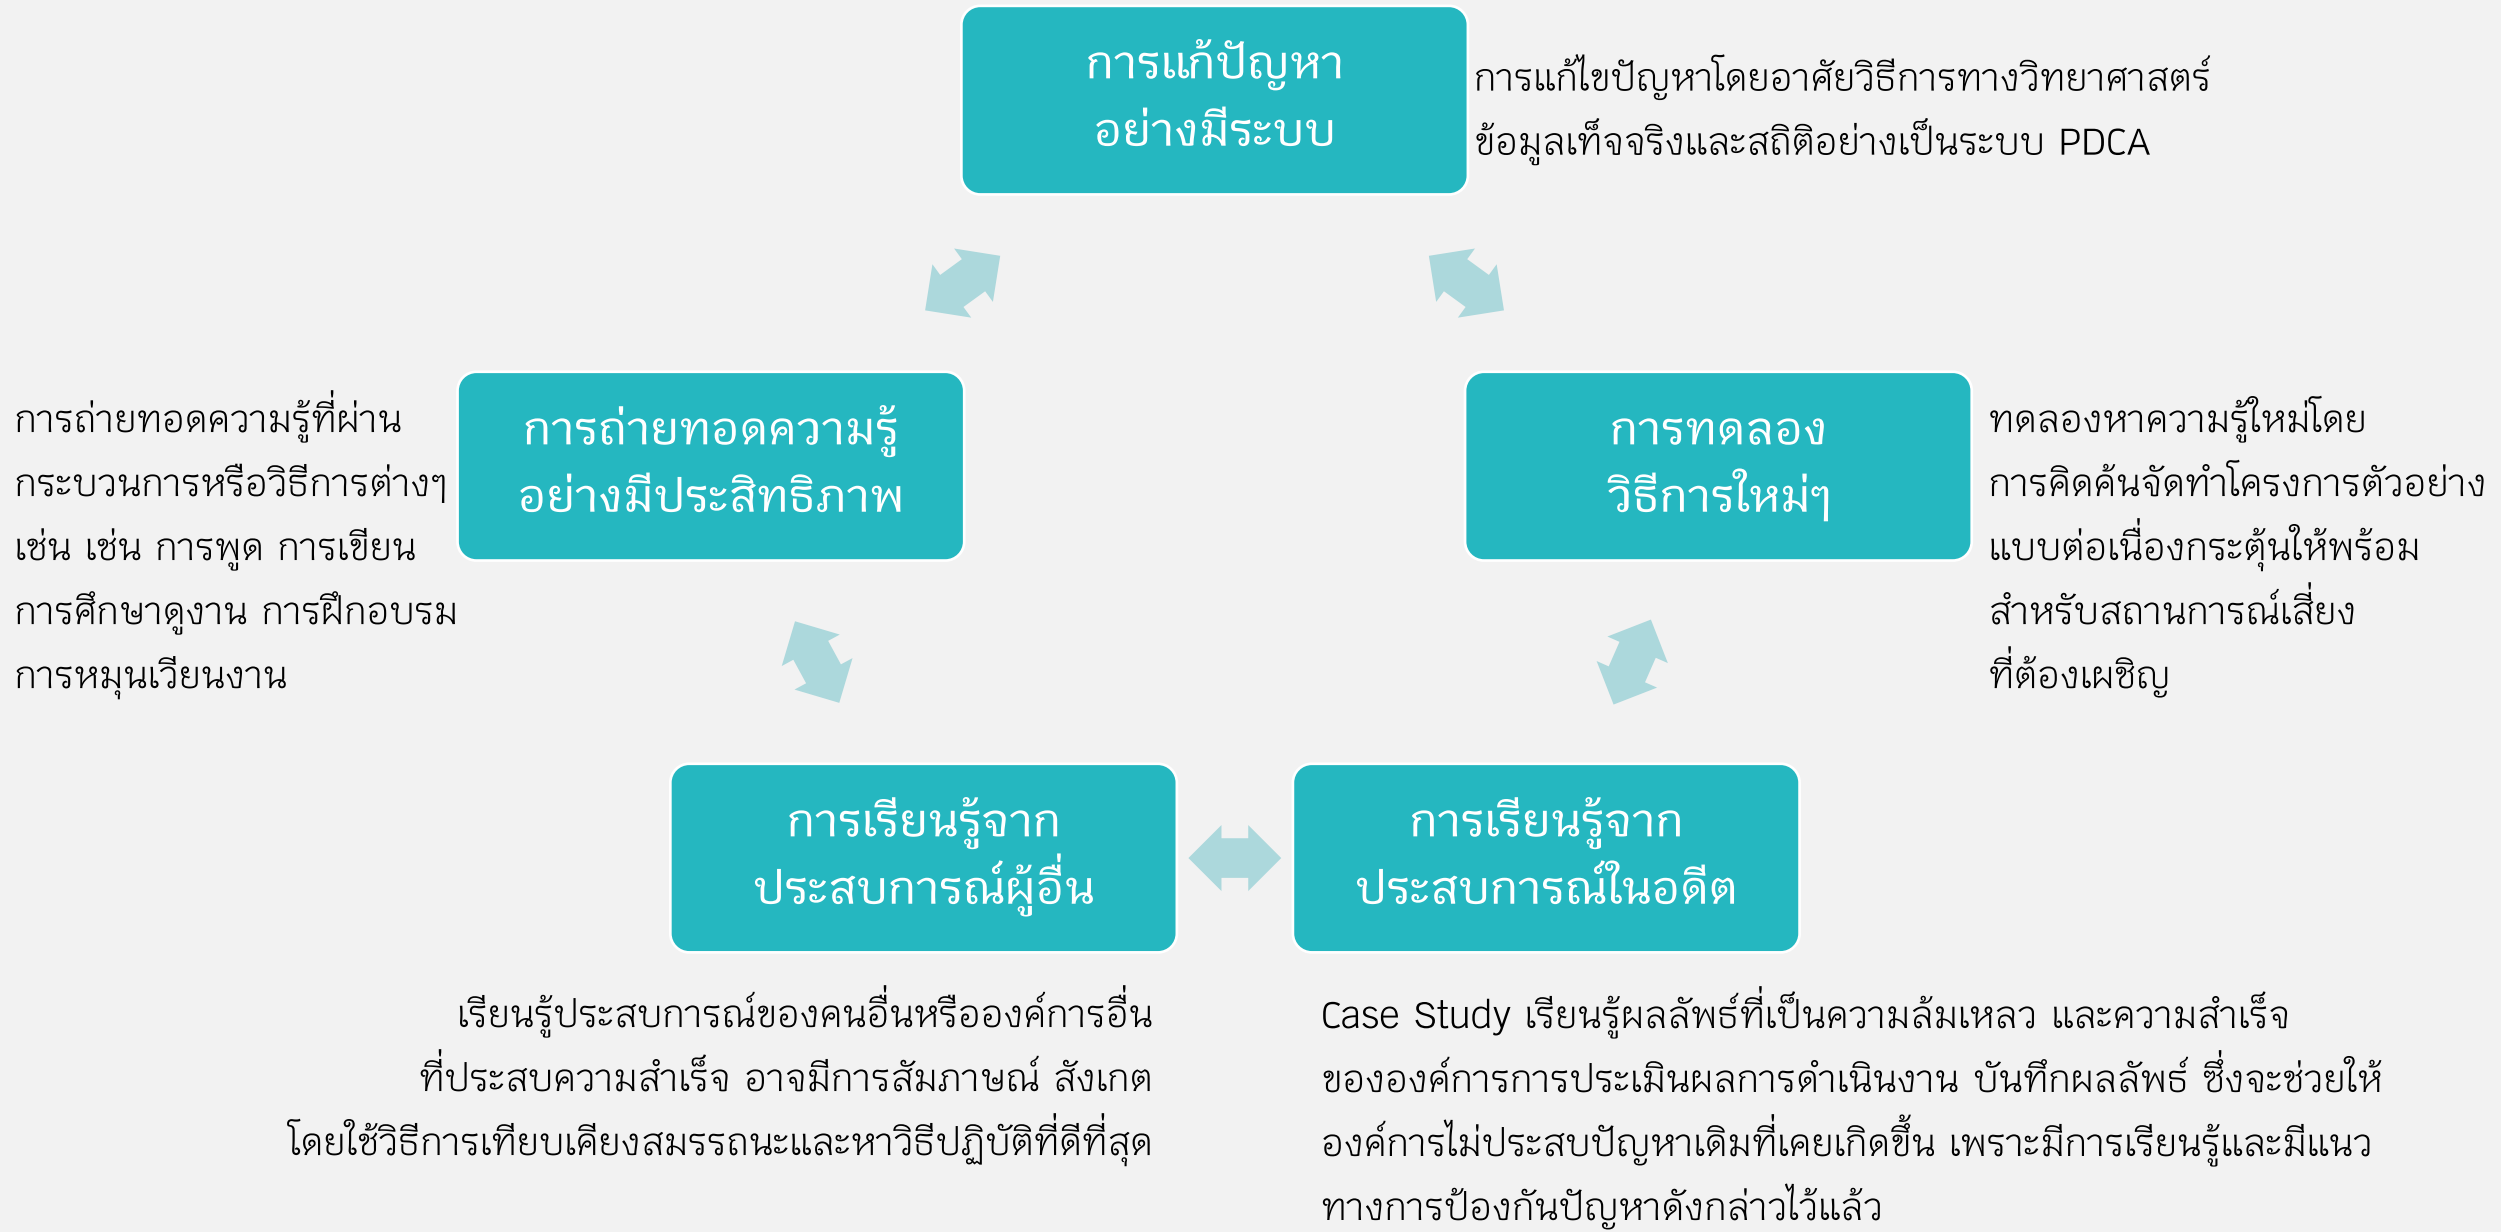 การแก้ปัญหา
อย่างมีระบบ
การแก้ไขปัญหาโดยอาศัยวิธีการทางวิทยาศาสตร์
ข้อมูลเท็จจริงและสถิติอย่างเป็นระบบ PDCA
การถ่ายทอดความรู้ที่ผ่าน
กระบวนการหรือวิธีการต่างๆ
เช่น เช่น การพูด การเขียน
การศึกษาดูงาน การฝึกอบรม
การหมุนเวียนงาน
การถ่ายทอดความรู้
อย่างมีประสิทธิภาพ
การทดลอง
วิธีการใหม่ๆ
ทดลองหาความรู้ใหม่โดย
การคิดค้นจัดทำโครงการตัวอย่าง
แบบต่อเนื่องกระตุ้นให้พร้อม
สำหรับสถานการณ์เสี่ยง
ที่ต้องเผชิญ
การเรียนรู้จาก
ประสบการณ์ผู้อื่น
การเรียนรู้จาก
ประสบการณ์ในอดีต
เรียนรู้ประสบการณ์ของคนอื่นหรือองค์การอื่น
ที่ประสบความสำเร็จ อาจมีการสัมภาษณ์ สังเกต
โดยใช้วิธีการเทียบเคียงสมรรถนะและหาวิธีปฏิบัติที่ดีที่สุด
Case Study เรียนรู้ผลลัพธ์ที่เป็นความล้มเหลว และความสำเร็จ
ขององค์การการประเมินผลการดำเนินงาน บันทึกผลลัพธ์ ซึ่งจะช่วยให้
องค์การไม่ประสบปัญหาเดิมที่เคยเกิดขึ้น เพราะมีการเรียนรู้และมีแนว
ทางการป้องกันปัญหาดังกล่าวไว้แล้ว